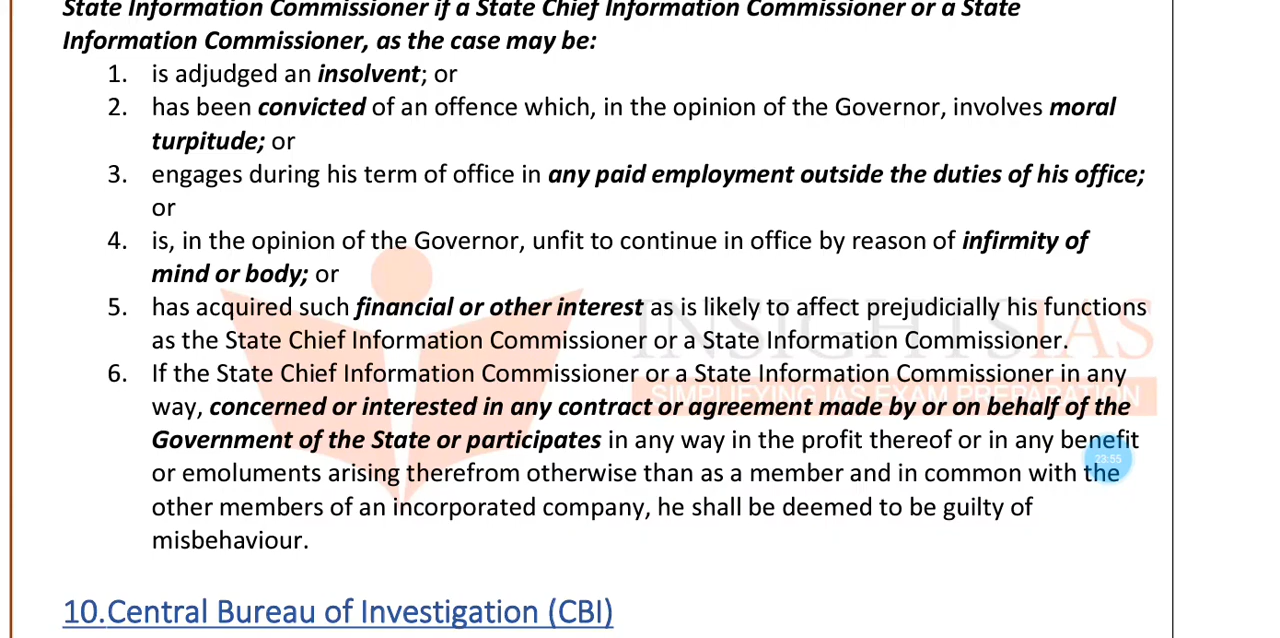 State Information Commissioner if a State Chief Information Commissioner or a State
Information Commissioner, as the case may be:
1. is adjudged an insolvent; or
2. has been convicted of an offence which, in the opinion of the Governor, involves moral
turpitude; or
3. engages during his term of office in any paid employment outside the duties of his office;
or
4. is, in the opinion of the Governor, unfit to continue in office by reason of infirmity of
mind or body; or
5. has acquired such financial or other interest as is likely to affect prejudicially his functions
as the State Chief Information Commissioner or a State Information Commissioner.
INSIGHTSIAS
6. If the State Chief Information Commissioner or a State Information Commissioner in any
SIMPLIFYING IAS EXAM PREPARATION
way, concerned or interested in any contract or agreement made by or on behalf of the
Government of the State or participates in any way in the profit thereof or in any benefit
23:55
or emoluments arising therefrom otherwise than as a member and in common with the
other members of an incorporated company, he shall be deemed to be guilty of
misbehaviour.
10.Central Bureau of Investigation (CBI)